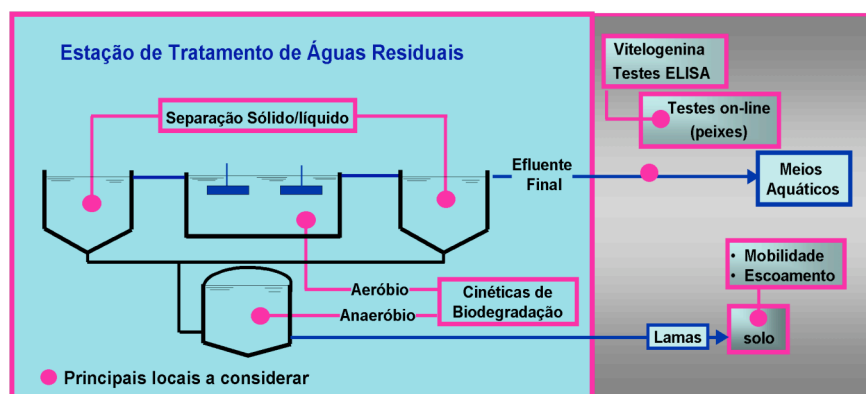 Estação de Tratamento de Águas Residuais
Separação Sólido/líquido
Efluente
Final
Aeróbio
Anaeróbio
Cinéticas de
Biodegradação
Principais locais a considerar
Vitelogenina
Testes ELISA
Testes on-line
(peixes)
Meios
Aquáticos
• Mobilidade
• Escoamento
Lamas
solo